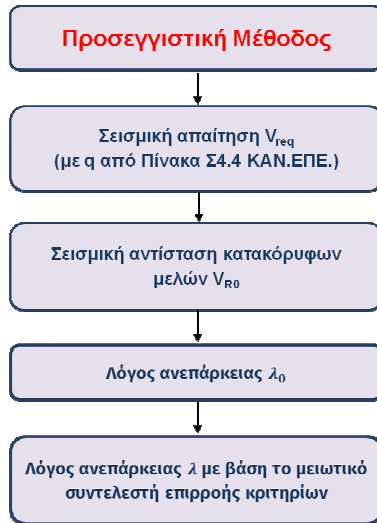 Προσεγγιστική Μέθοδος
Σεισμική απαίτηση Vreq
(με q από Πίνακα Σ4.4 ΚΑΝ.ΕΠΕ.)
Σεισμική αντίσταση κατακόρυφων
μελών VR0
Λόγος ανεπάρκειας λ0
Λόγος ανεπάρκειας λ με βάση το μειωτικό
συντελεστή επιρροής κριτηρίων